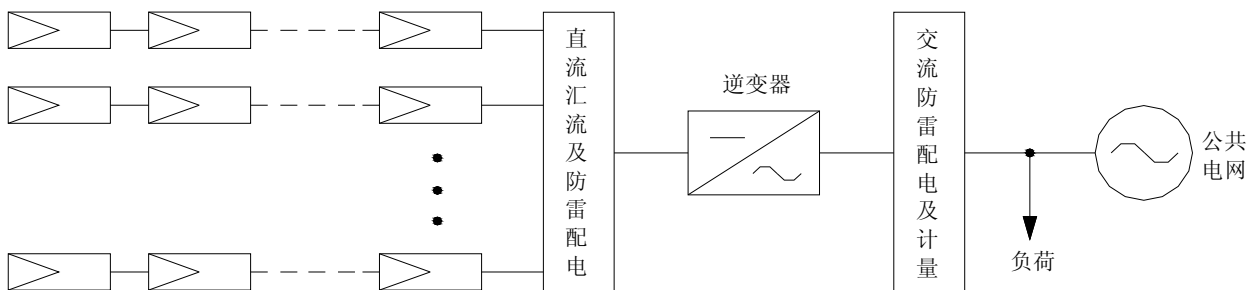 直流汇流及防雷配电
逆变器
交流防雷配电及计量
公共
电网
负荷